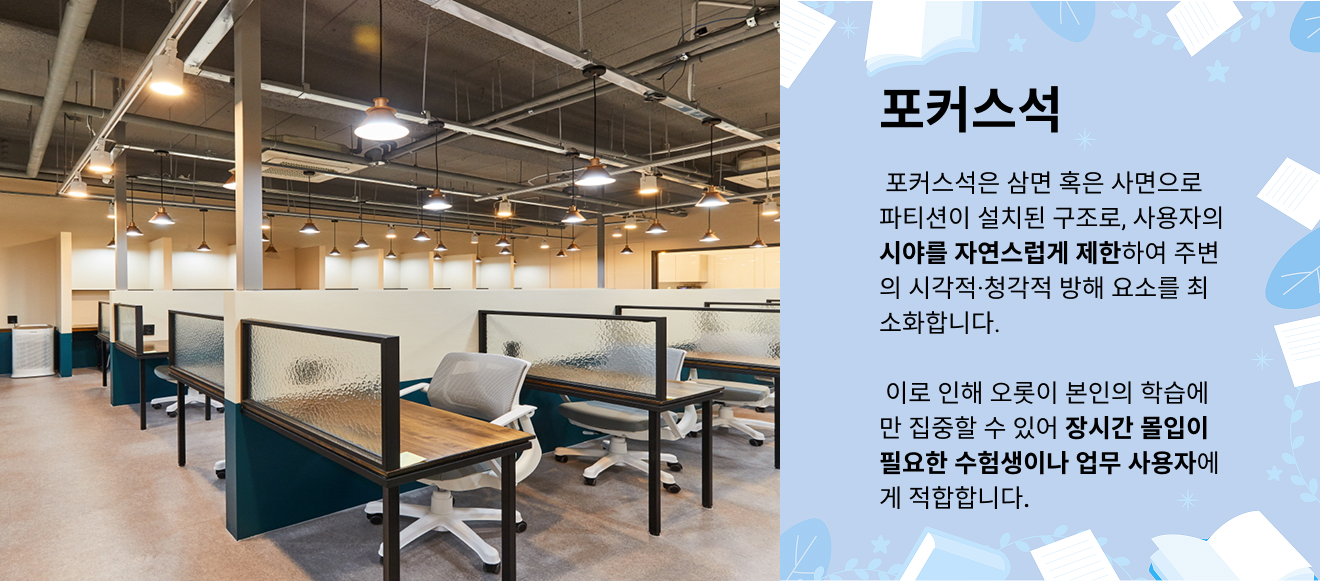 포커스석
포커스석은 삼면 혹은 사면으로
파티션이 설치된 구조로, 사용자의
시야를 자연스럽게 제한하여 주변
의 시각적·청각적 방해 요소를 최
소화합니다.
이로 인해 오롯이 본인의 학습에
만 집중할 수 있어 장시간 몰입이
필요한 수험생이나 업무 사용자에
게 적합합니다.